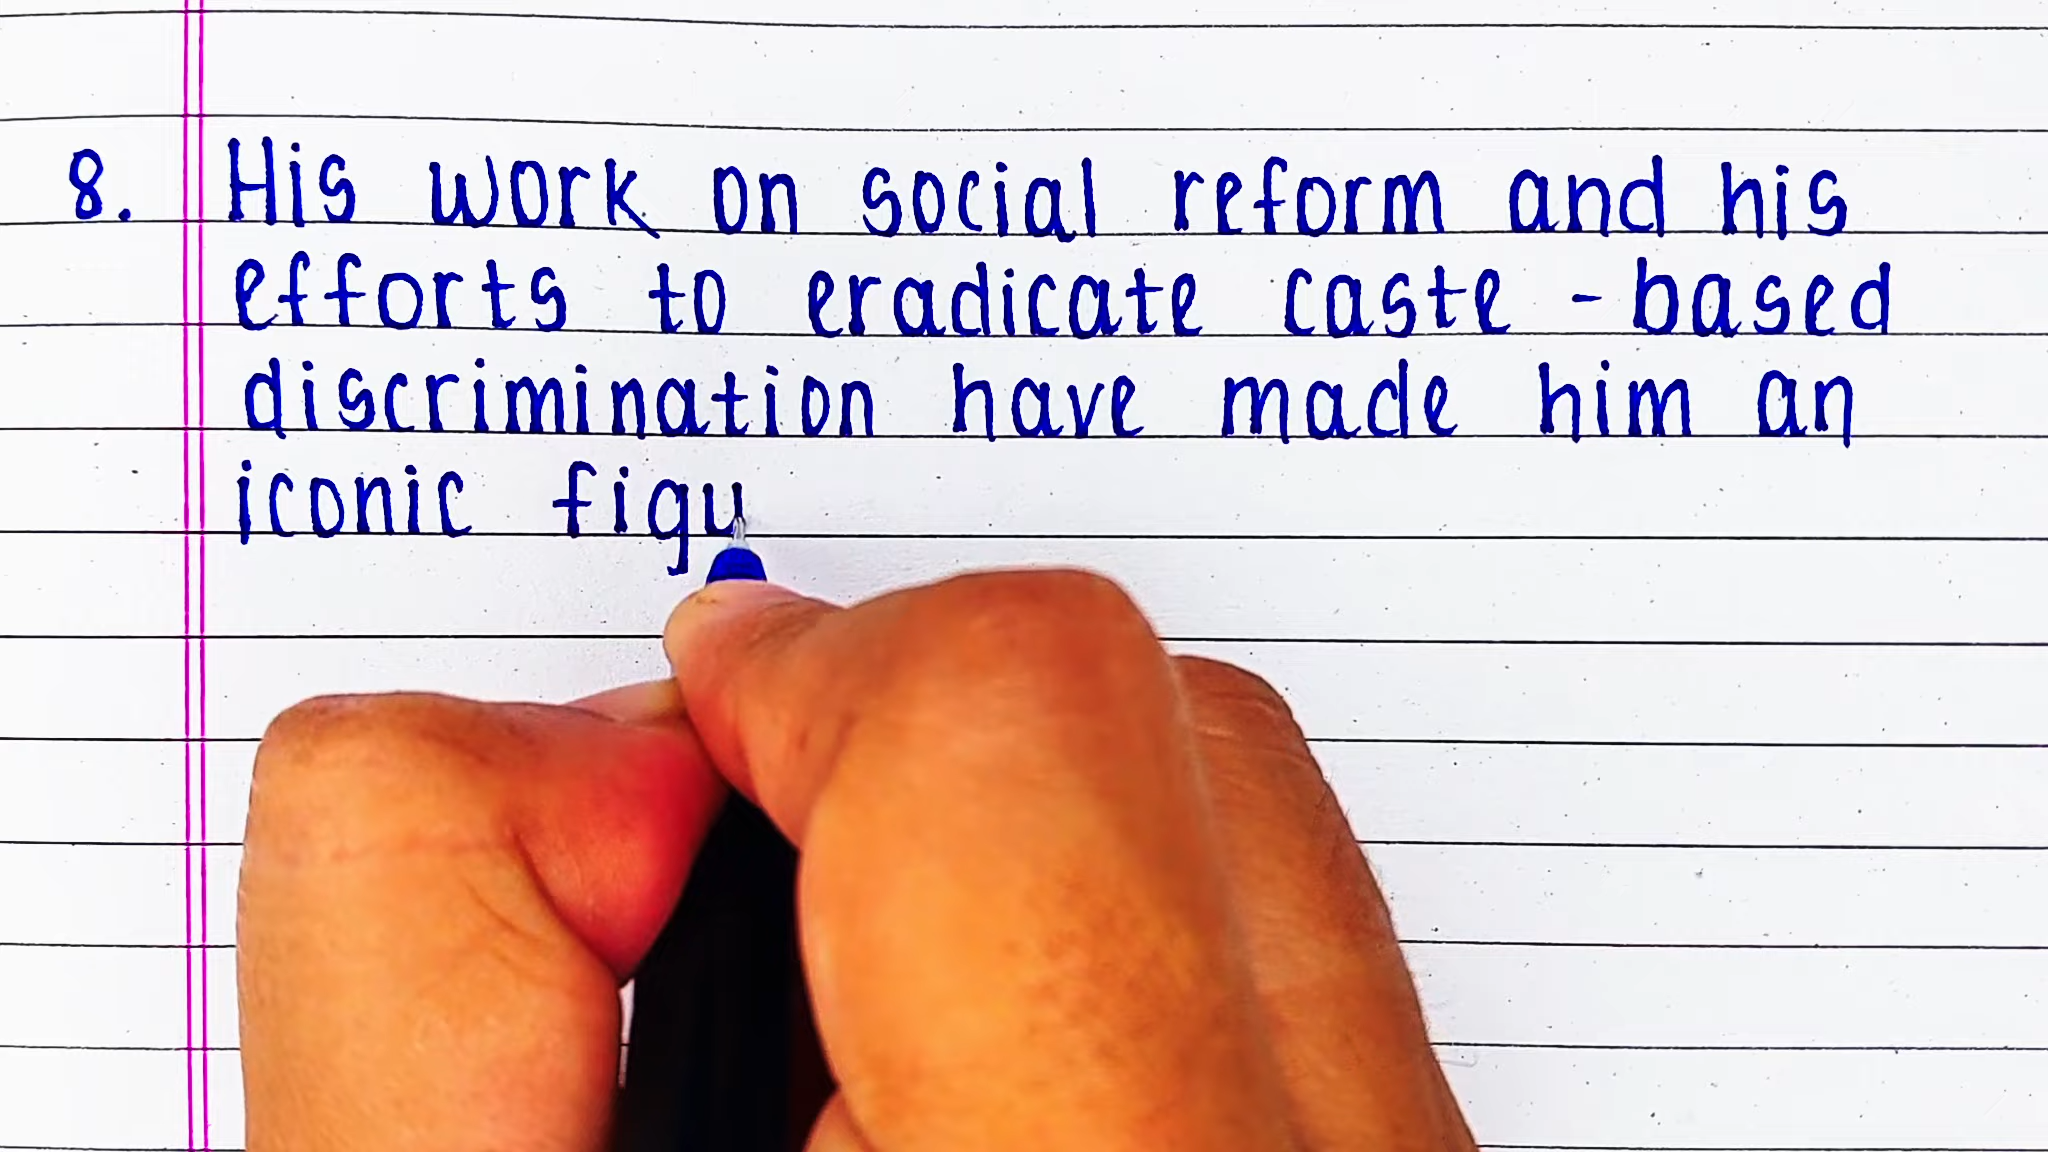 8. His work on social reform and his
efforts to eradicate caste -based
discrimination have made him an
iconic figu